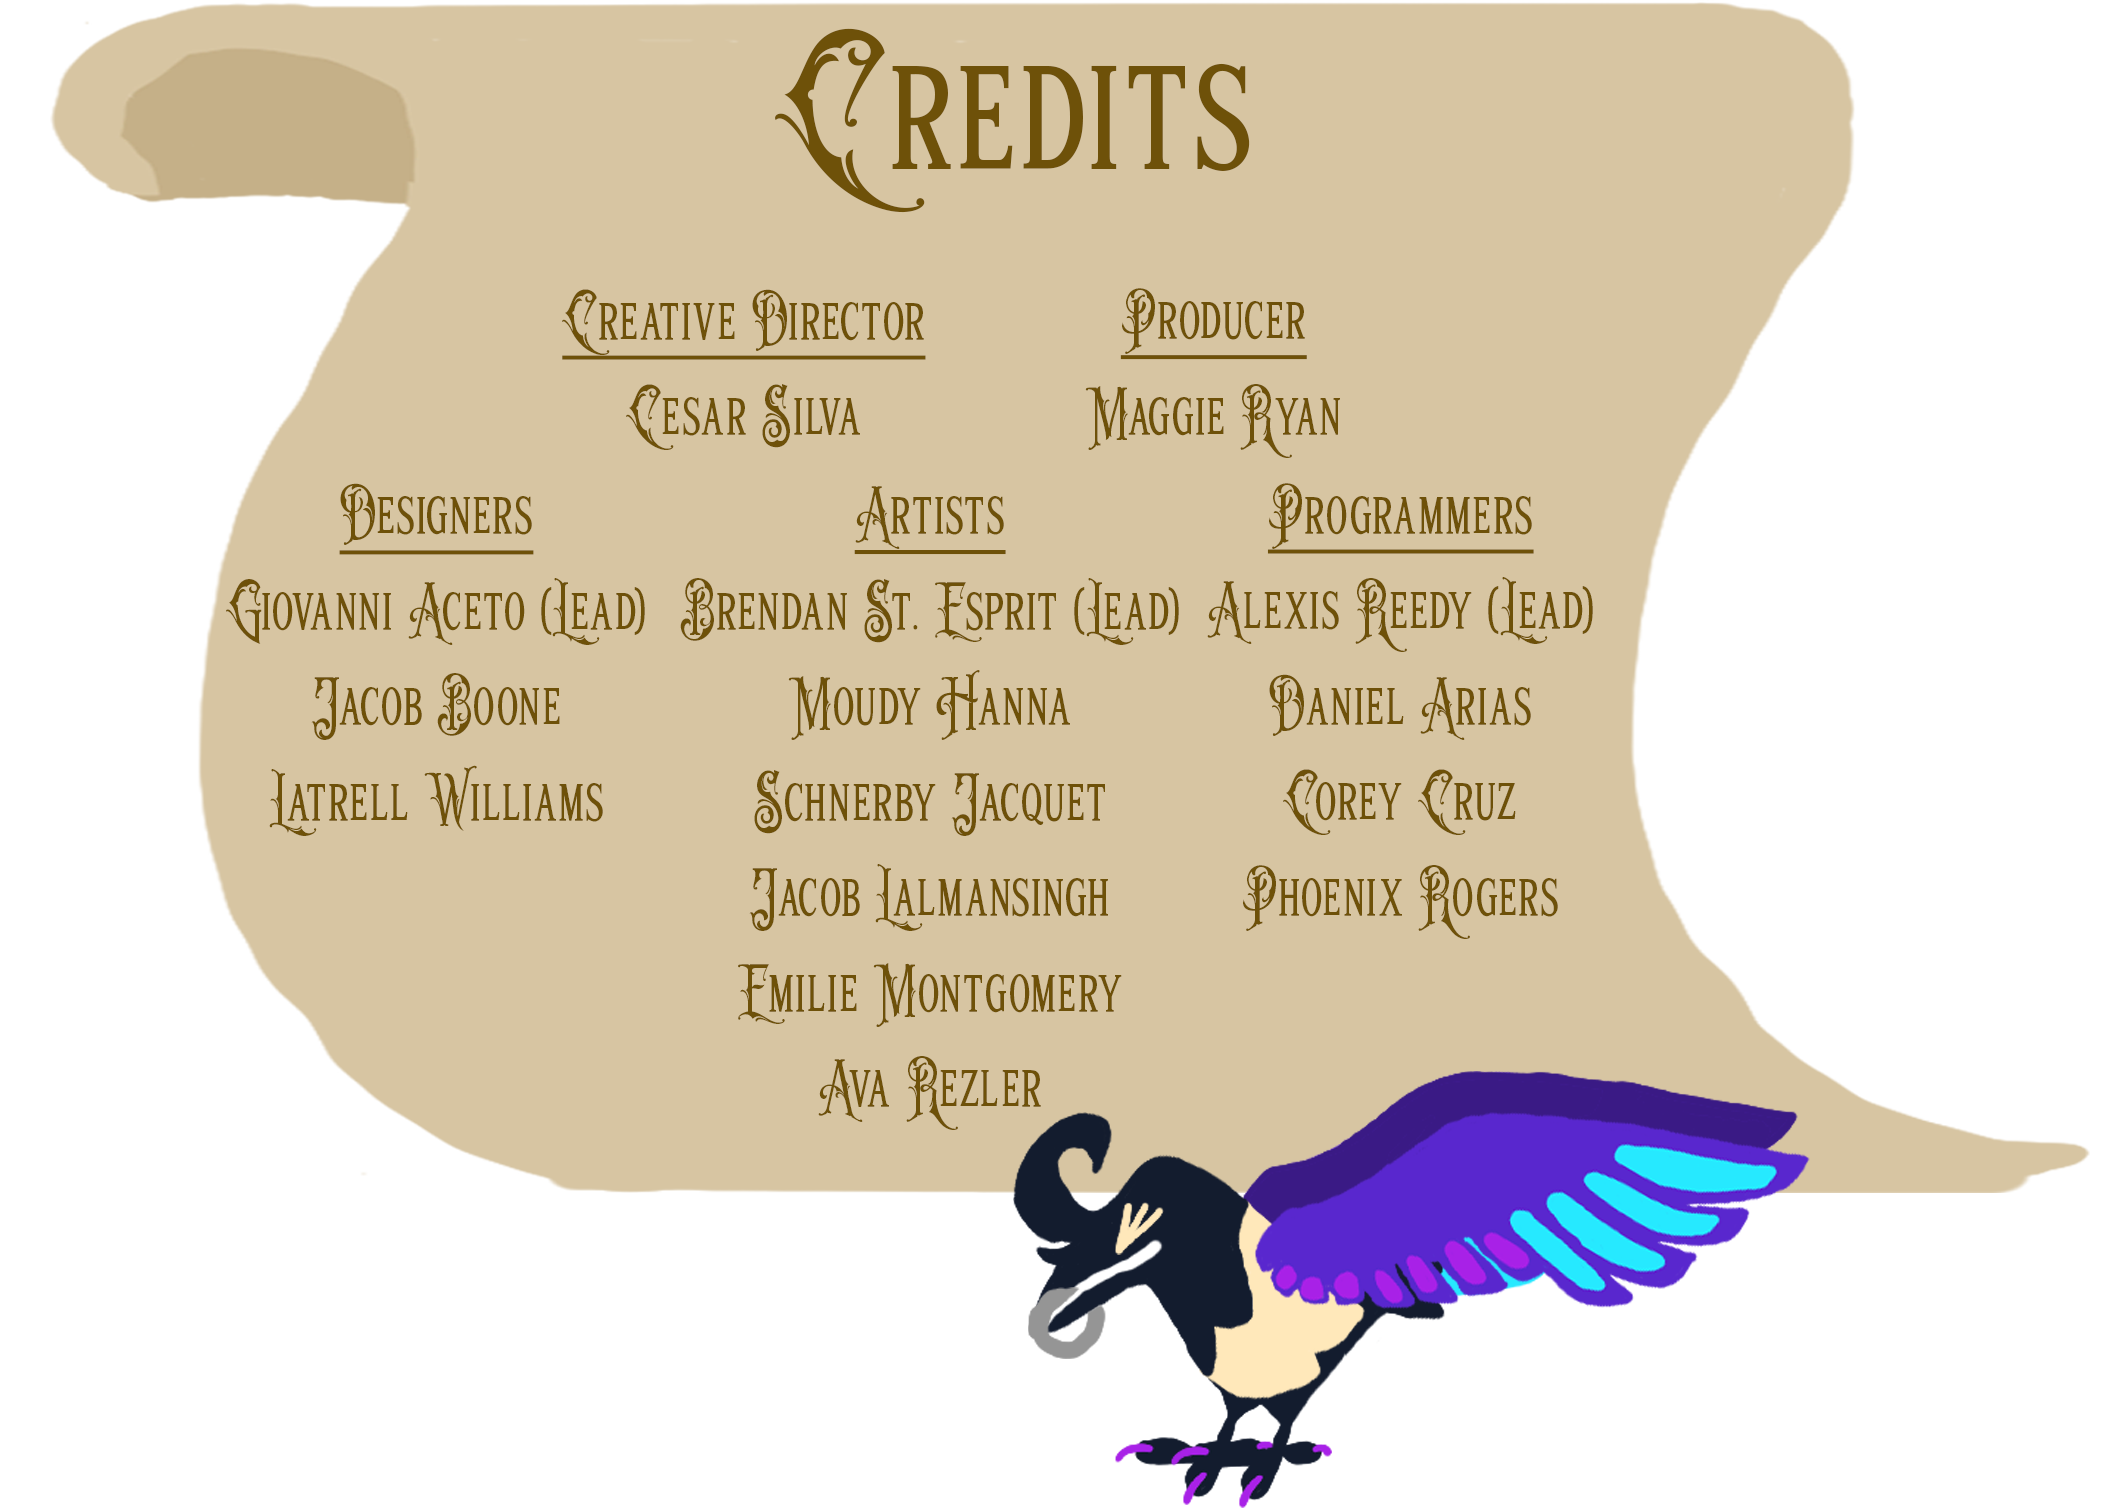 Credits
Creative Director
Producer
Cesar Silva
Maggie Ryan
Designers
Artists
Programmers
Giovanni Aceto (Lead)
Brendan St. Esprit (Lead)
Alexis Reedy (Lead)
Jacob Boone
Moudy Hanna
Daniel Arias
Latrell Williams
Schnerby Jacquet
Corey Cruz
Jacob Lalmansingh
Phoenix Rogers
Emilie Montgomery
Ava Rezler